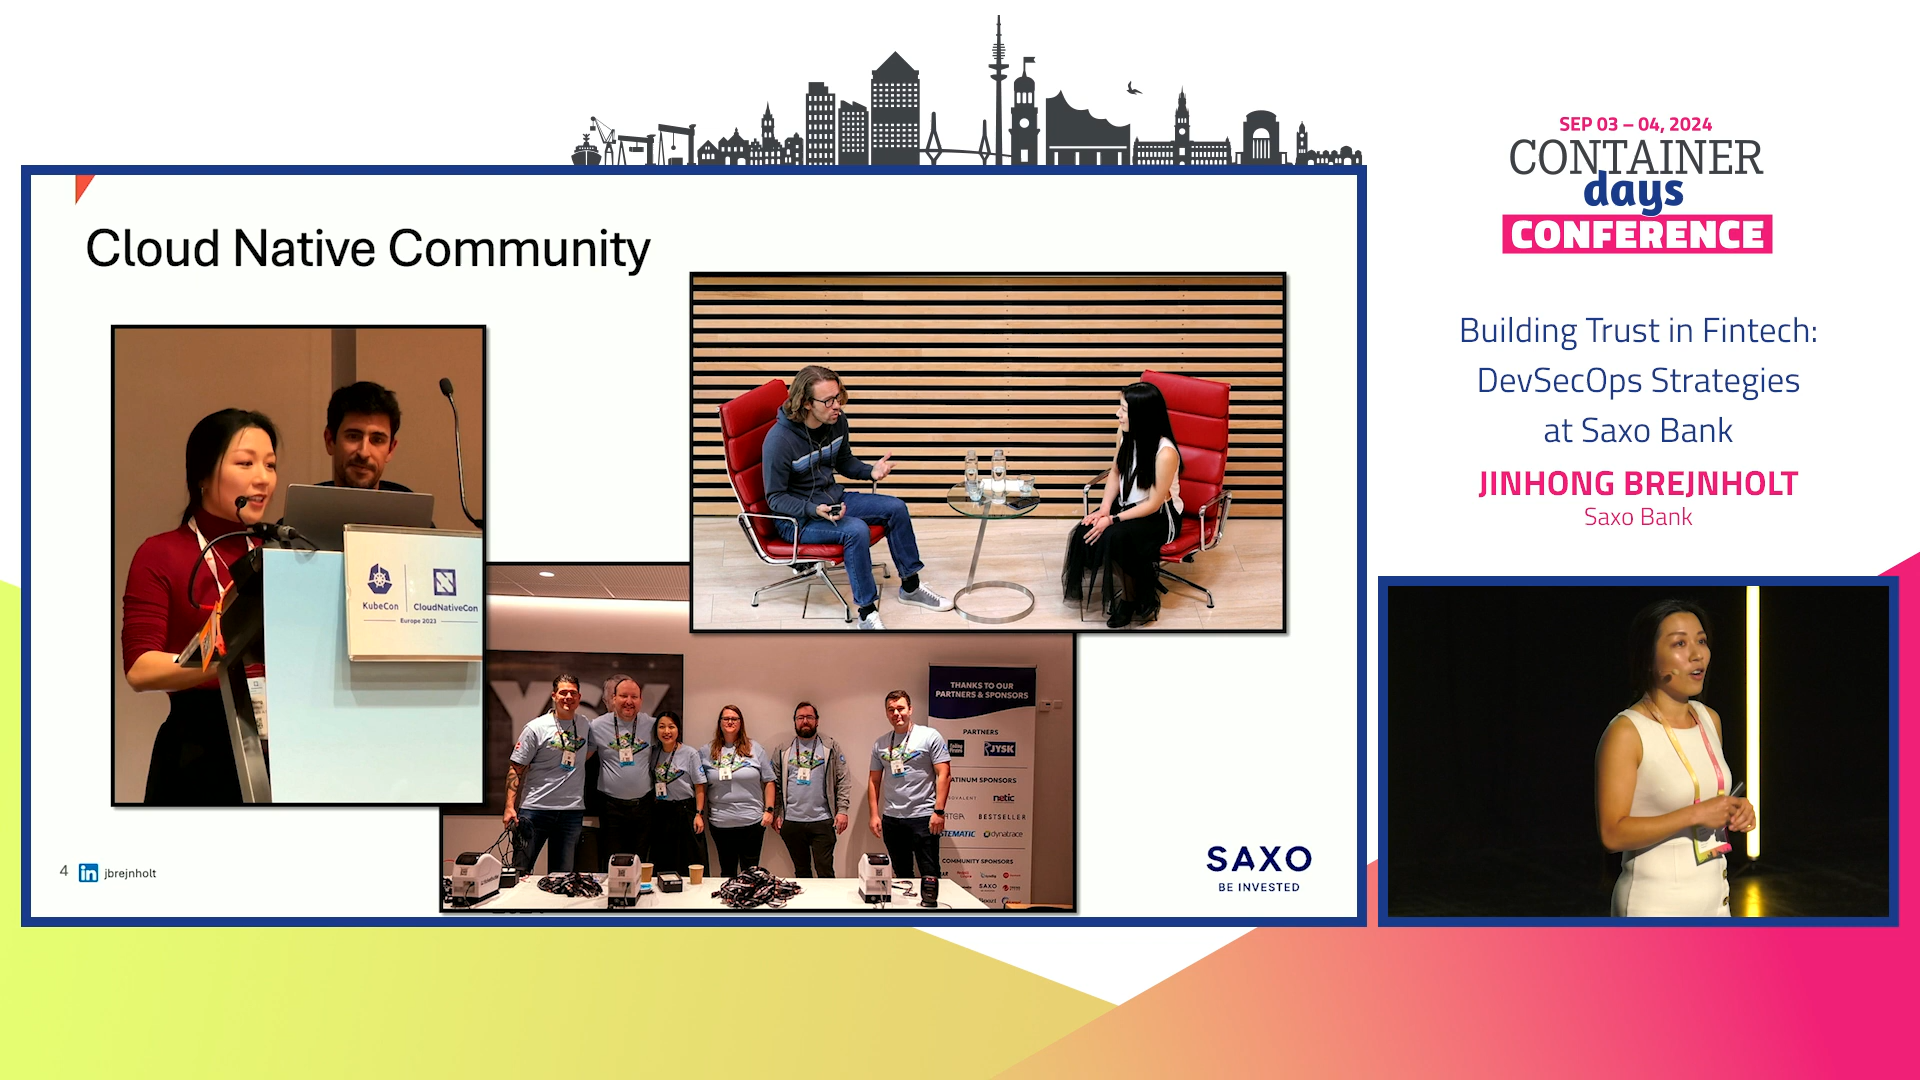 SEP 03 – 04, 2024
CONTAINER
days
CONFERENCE
Building Trust in Fintech:
DevSecOps Strategies
at Saxo Bank
JINHONG BREJNHOLT
Saxo Bank
Cloud Native Community
KubeCon
CloudNativeCon
Europe 2023
THANKS TO OUR
PARTNERS & SPONSORS
PARTNERS
JYSK
PLATINUM SPONSORS
netic
BESTSELLER
dynatrace
COMMUNITY SPONSORS
SAXO
4
in jbrejnholt
SAXO
BE INVESTED